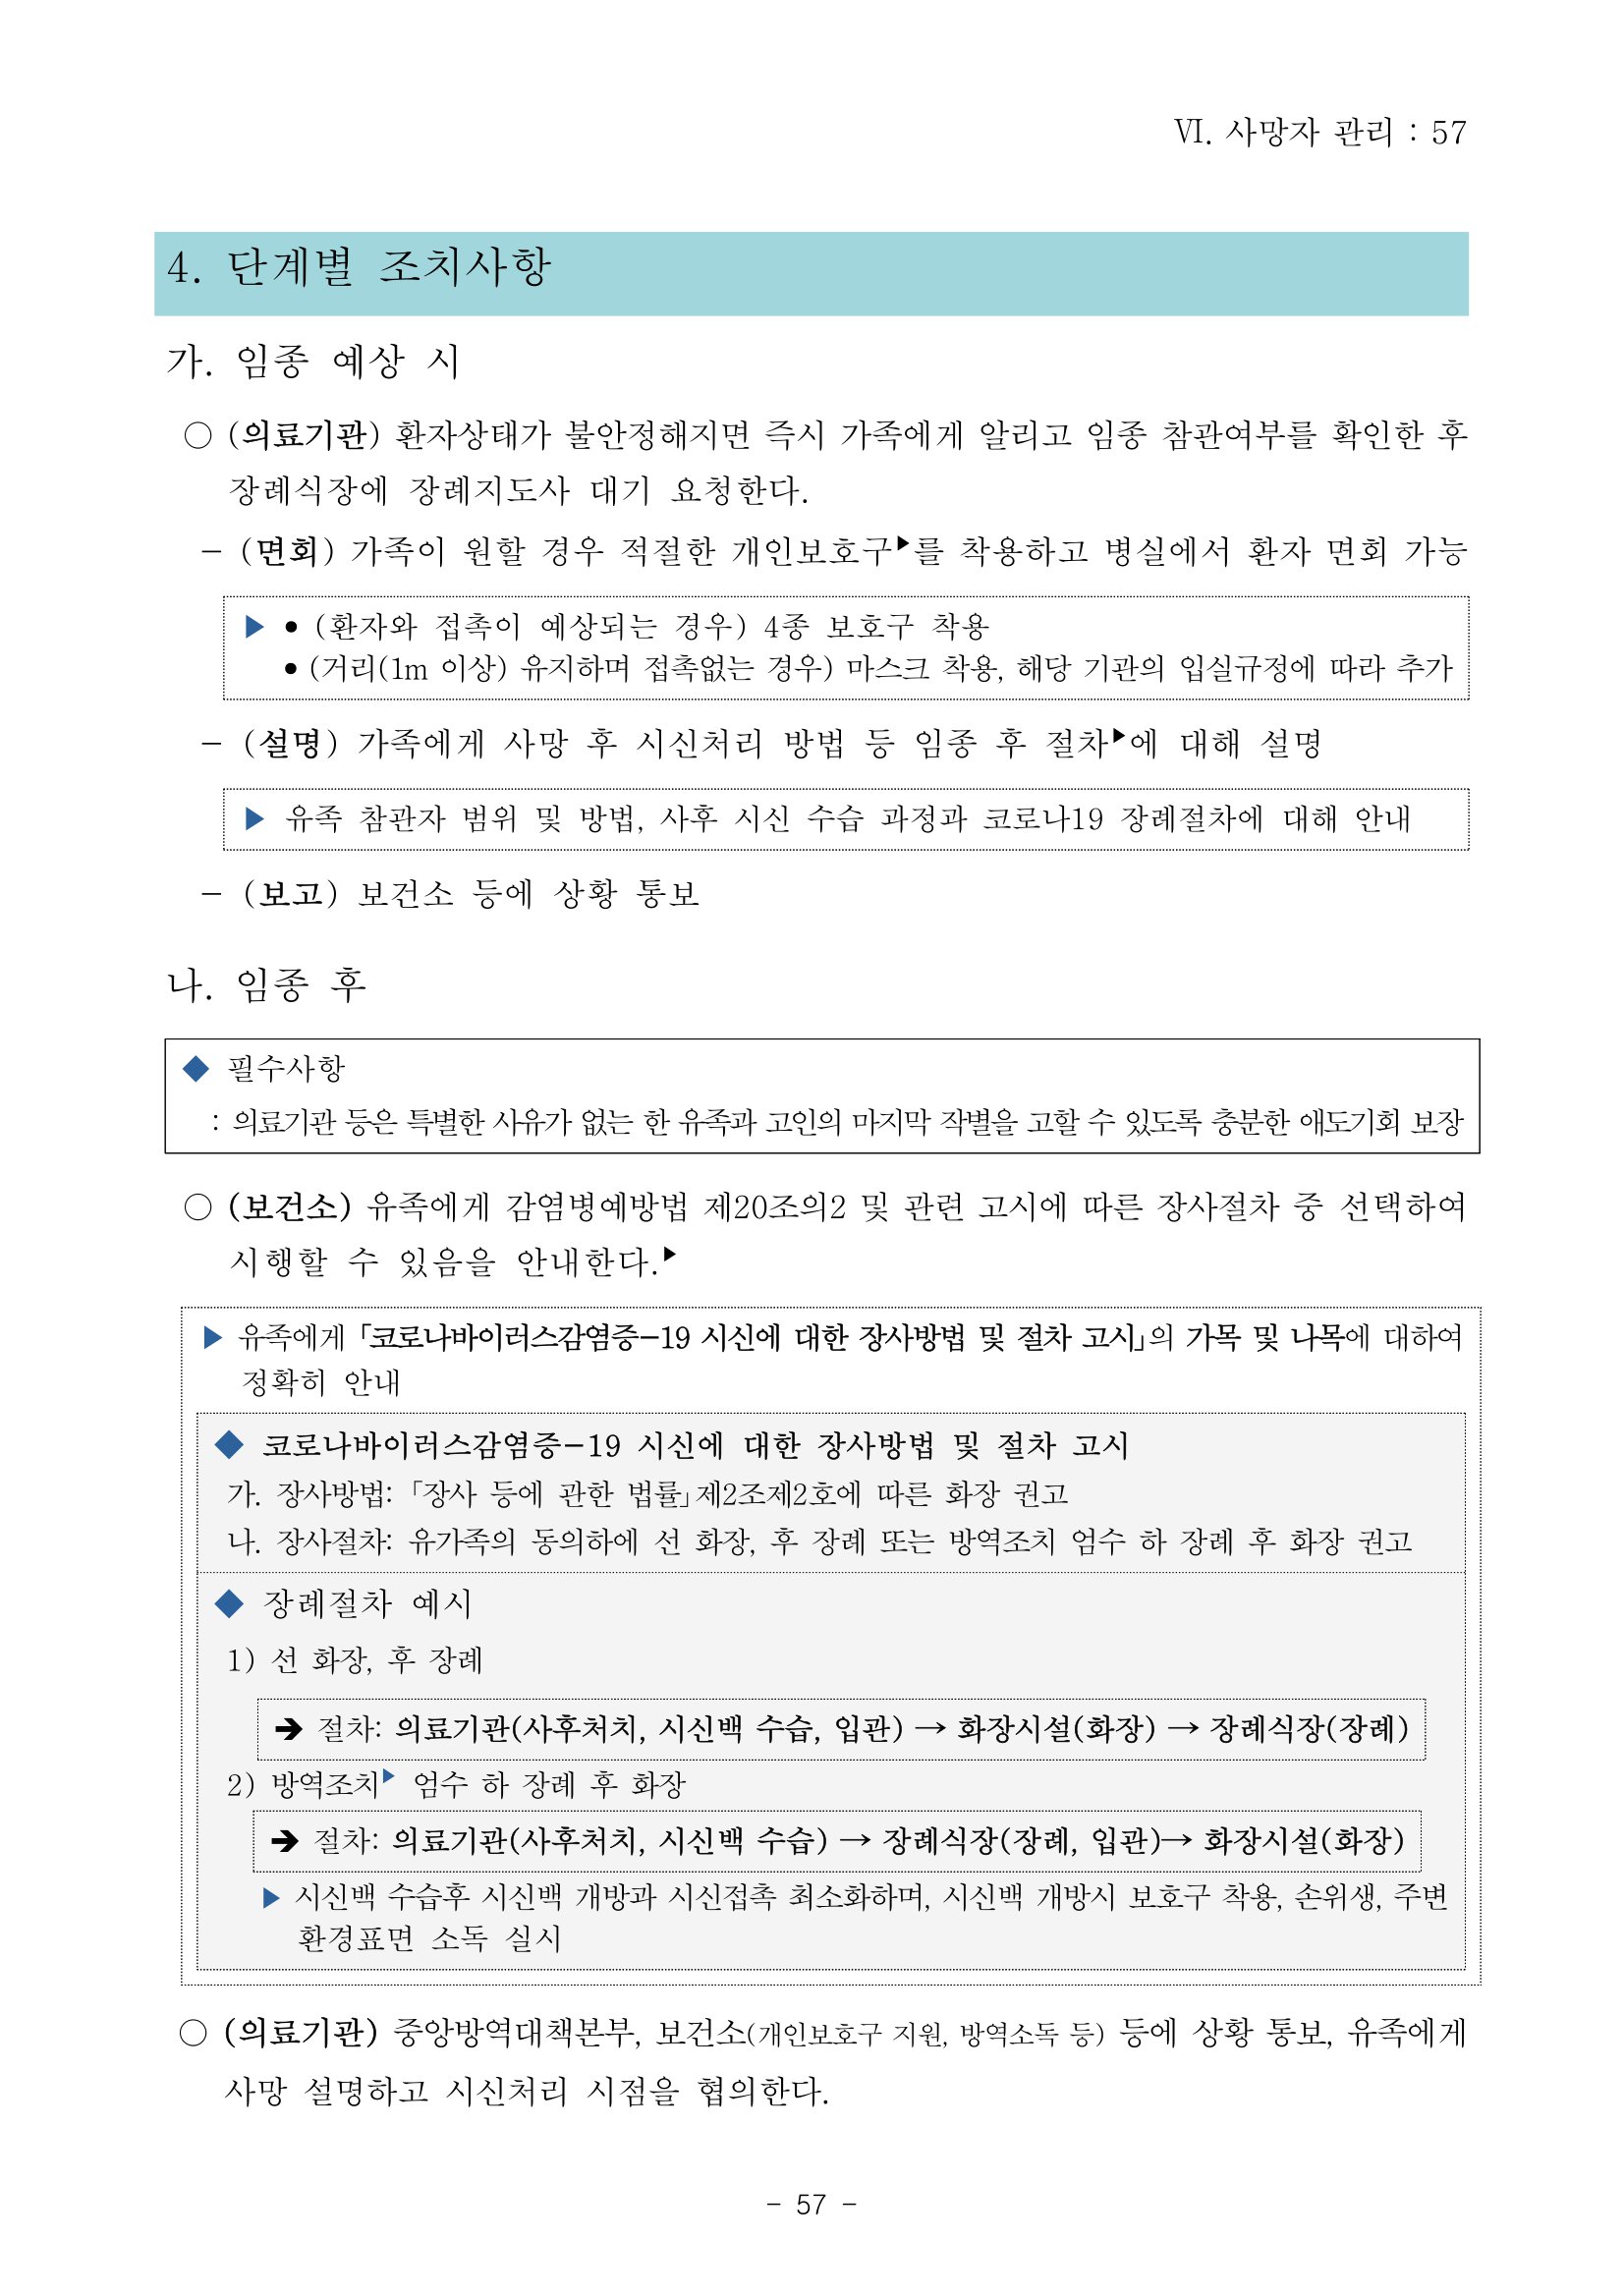 Ⅵ. 사망자 관리 : 57
4. 단계별 조치사항
가. 임종 예상 시
○ (의료기관) 환자상태가 불안정해지면 즉시 가족에게 알리고 임종 참관여부를 확인한 후
장례식장에 장례지도사 대기 요청한다.
- (면회) 가족이 원할 경우 적절한 개인보호구▶를 착용하고 병실에서 환자 면회 가능
▶ • (환자와 접촉이 예상되는 경우) 4종 보호구 착용
• (거리(1m 이상) 유지하며 접촉없는 경우) 마스크 착용, 해당 기관의 입실규정에 따라 추가
- (설명) 가족에게 사망 후 시신처리 방법 등 임종 후 절차▶에 대해 설명
▶ 유족 참관자 범위 및 방법, 사후 시신 수습 과정과 코로나19 장례절차에 대해 안내
- (보고) 보건소 등에 상황 통보
나. 임종 후
◆ 필수사항
: 의료기관 등은 특별한 사유가 없는 한 유족과 고인의 마지막 작별을 고할 수 있도록 충분한 애도기회 보장
○ (보건소) 유족에게 감염병예방법 제20조의2 및 관련 고시에 따른 장사절차 중 선택하여
시행할 수 있음을 안내한다.▶
▶ 유족에게 「코로나바이러스감염증-19 시신에 대한 장사방법 및 절차 고시」의 가목 및 나목에 대하여
정확히 안내
◆ 코로나바이러스감염증-19 시신에 대한 장사방법 및 절차 고시
가. 장사방법: 「장사 등에 관한 법률」제2조제2호에 따른 화장 권고
나. 장사절차: 유가족의 동의하에 선 화장, 후 장례 또는 방역조치 엄수 하 장례 후 화장 권고
◆ 장례절차 예시
1) 선 화장, 후 장례
➔ 절차: 의료기관(사후처치, 시신백 수습, 입관) → 화장시설(화장) → 장례식장(장례)
2) 방역조치▶ 엄수 하 장례 후 화장
➔ 절차: 의료기관(사후처치, 시신백 수습) → 장례식장(장례, 입관)→ 화장시설(화장)
▶ 시신백 수습후 시신백 개방과 시신접촉 최소화하며, 시신백 개방시 보호구 착용, 손위생, 주변
환경표면 소독 실시
○ (의료기관) 중앙방역대책본부, 보건소(개인보호구 지원, 방역소독 등) 등에 상황 통보, 유족에게
사망 설명하고 시신처리 시점을 협의한다.
- 57 -